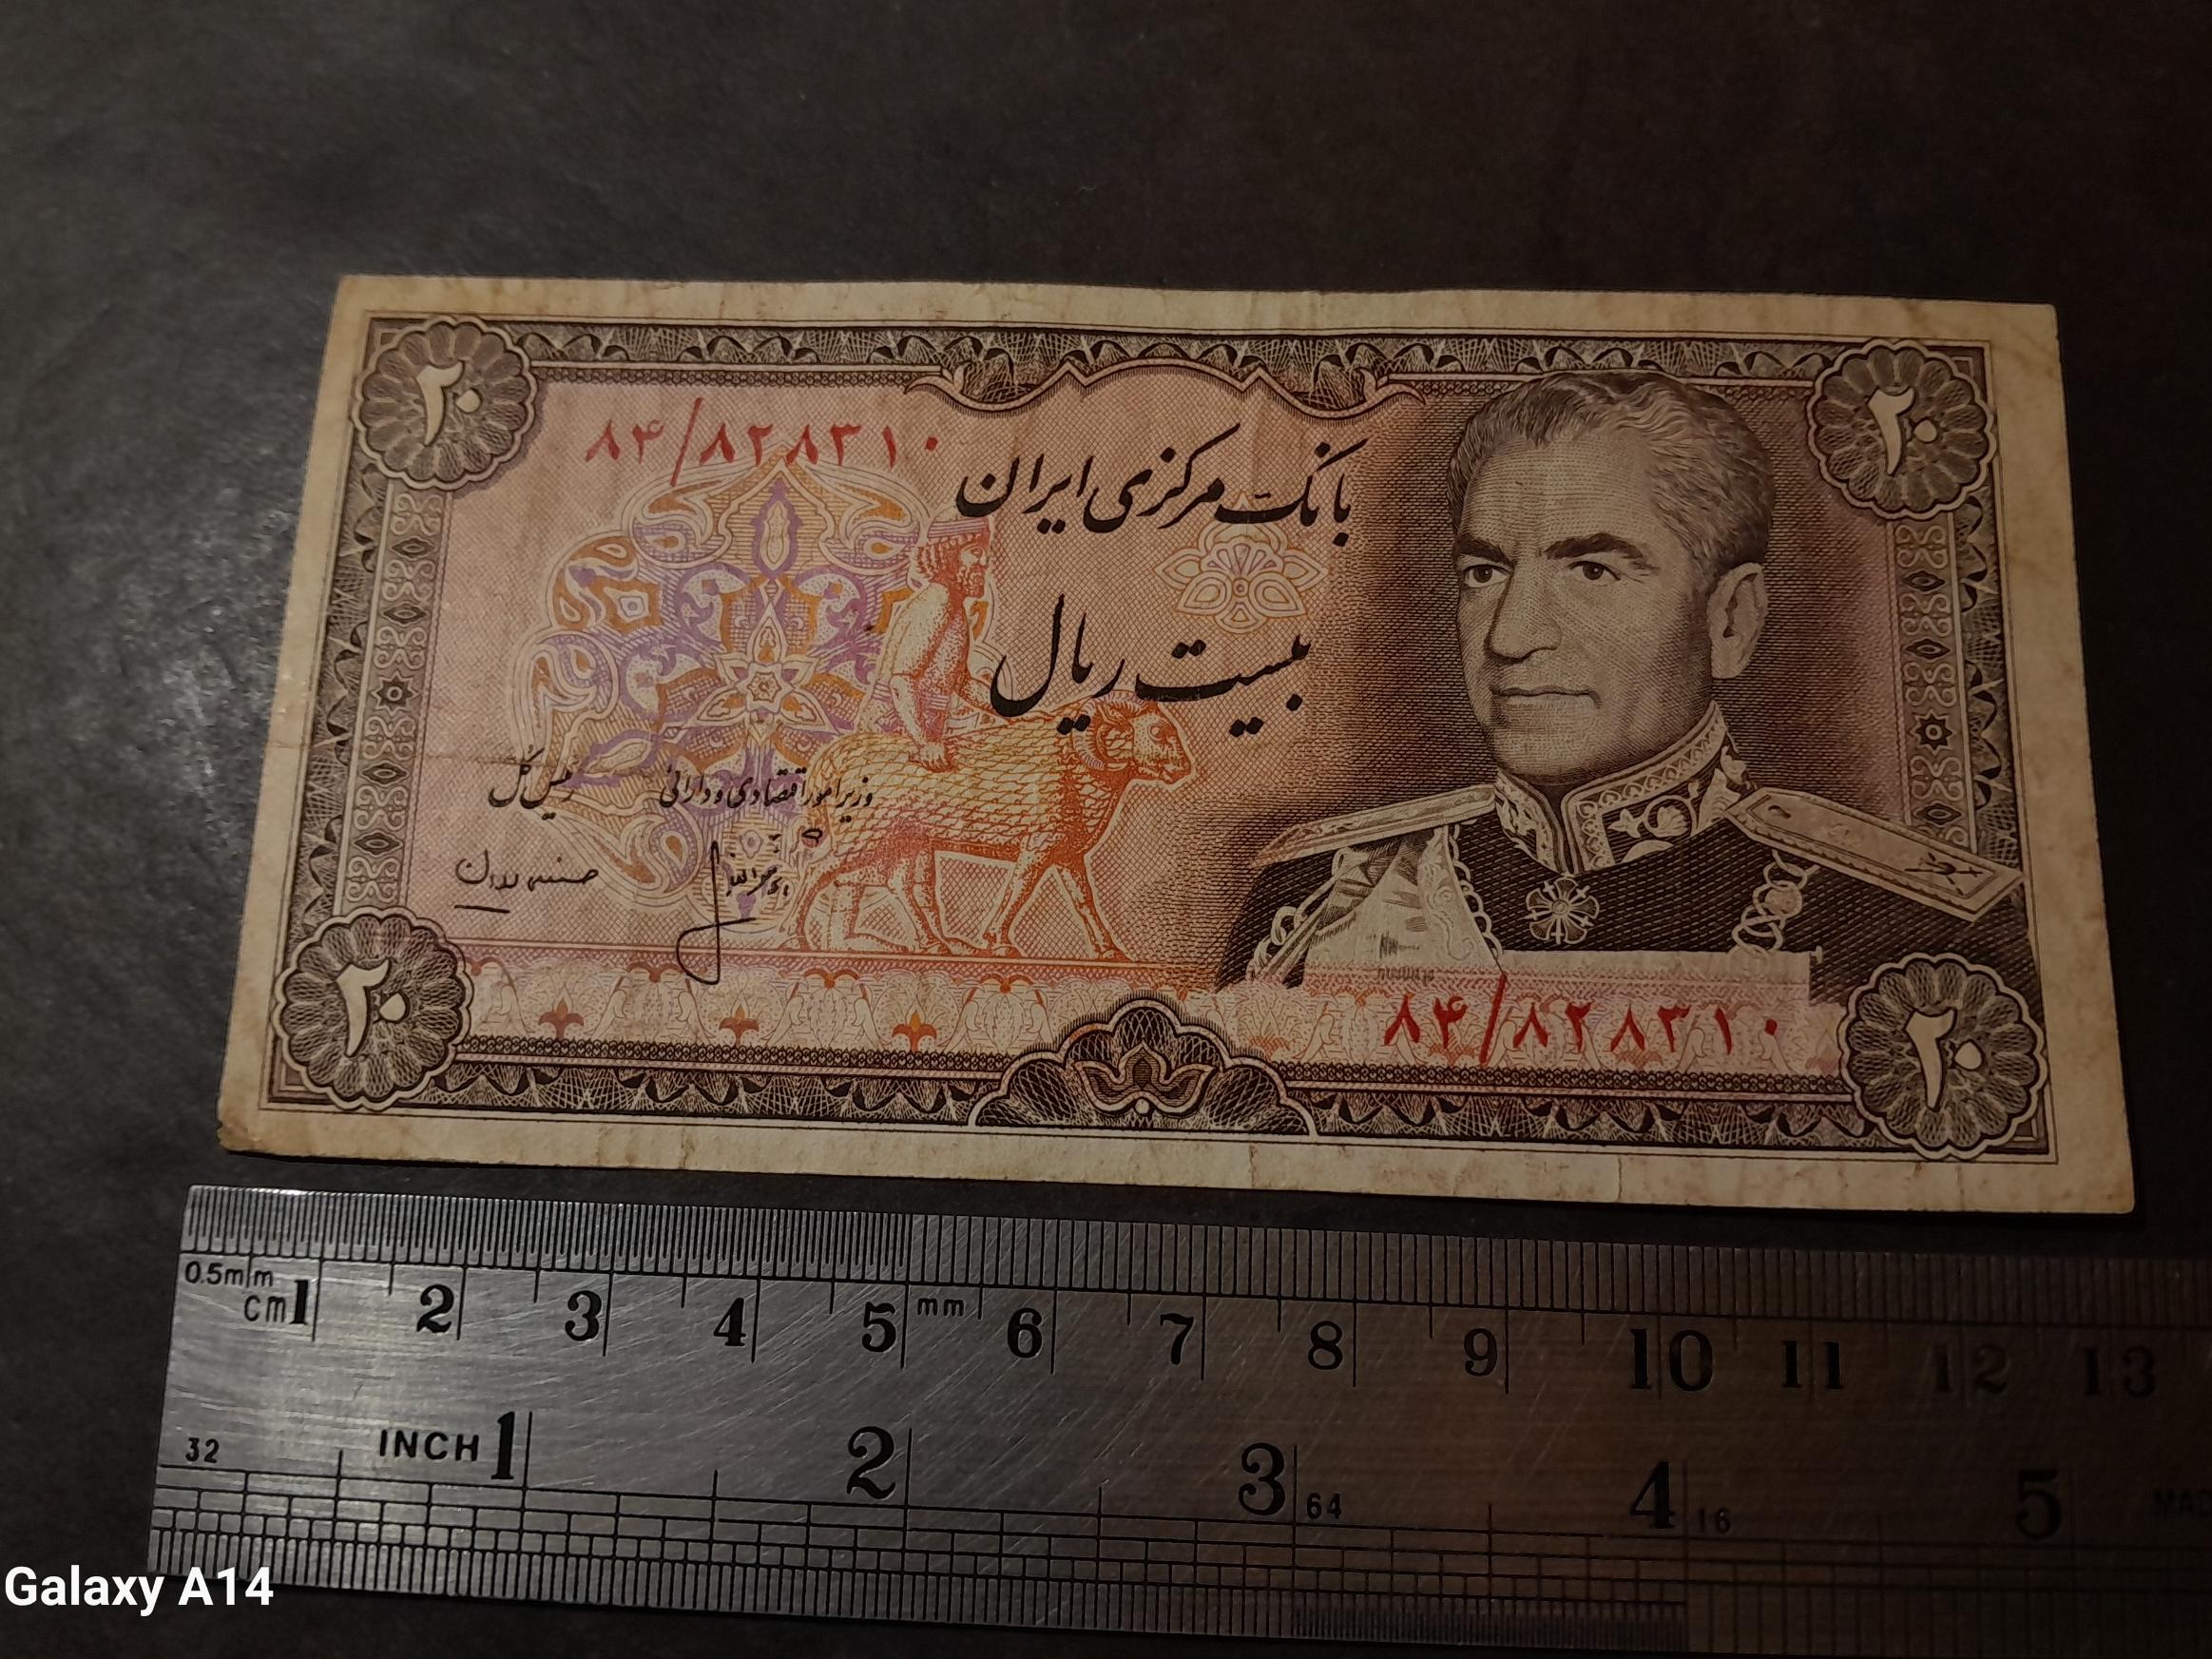 ۲۰
۲۰
۸۴/۸۲۸۳۱۰
بانک مرکزی ایران
بیست ریال
وزیر امور اقتصادی و دارائی
رئیس کل
۸۴/۸۲۸۳۱۰
۲۰
۲۰
0.5m/m
cm 1 2 3 4 5 mm 6 7 8 9 10 11 12 13
32 INCH 1 2 3 64 4 16 5
Galaxy A14